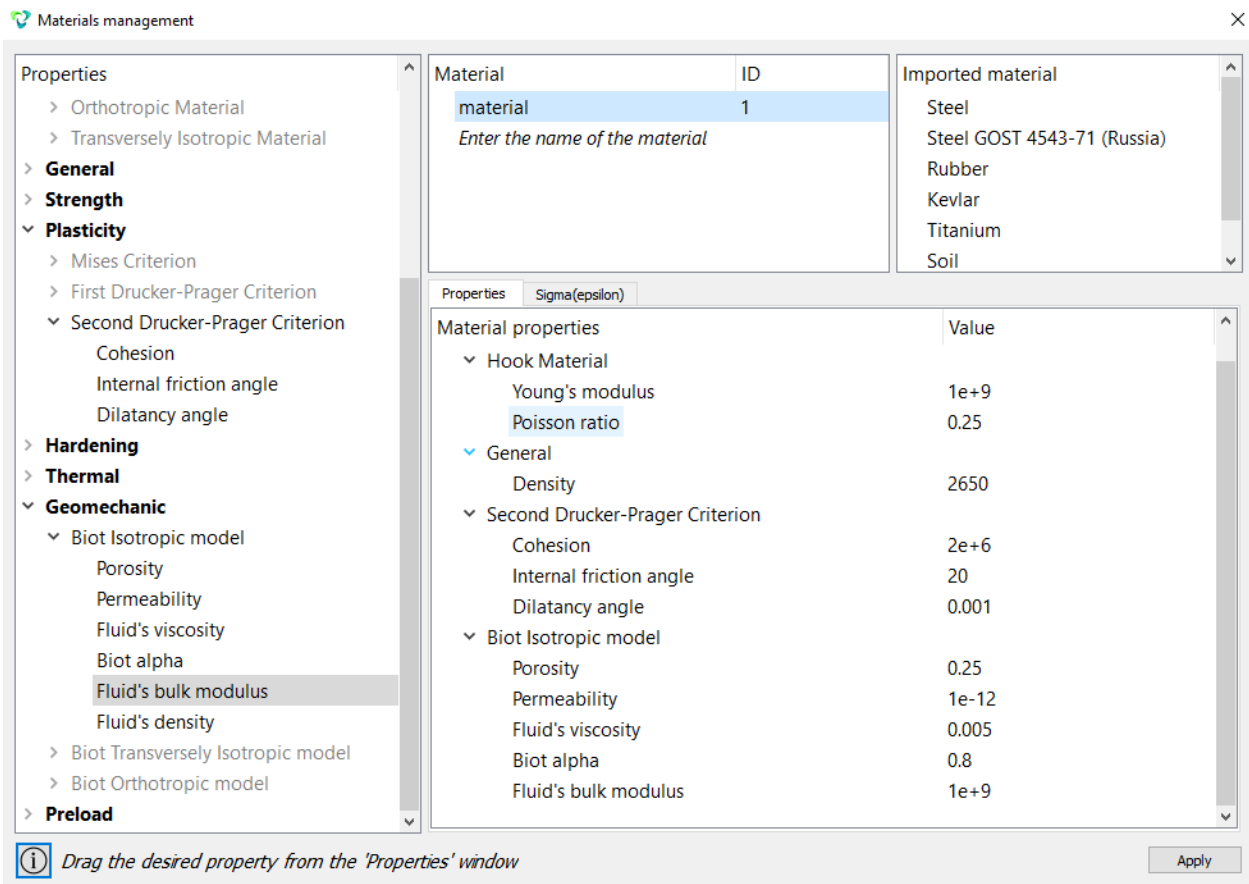 Materials management
Properties
Orthotropic Material
Transversely Isotropic Material
General
Strength
Plasticity
Mises Criterion
First Drucker-Prager Criterion
Second Drucker-Prager Criterion
Cohesion
Internal friction angle
Dilatancy angle
Hardening
Thermal
Geomechanic
Biot Isotropic model
Porosity
Permeability
Fluid's viscosity
Biot alpha
Fluid's bulk modulus
Fluid's density
Biot Transversely Isotropic model
Biot Orthotropic model
Preload
Material ID
material 1
Enter the name of the material
Imported material
Steel
Steel GOST 4543-71 (Russia)
Rubber
Kevlar
Titanium
Soil
Properties Sigma(epsilon)
Material properties Value
Hook Material
Young's modulus 1e+9
Poisson ratio 0.25
General
Density 2650
Second Drucker-Prager Criterion
Cohesion 2e+6
Internal friction angle 20
Dilatancy angle 0.001
Biot Isotropic model
Porosity 0.25
Permeability 1e-12
Fluid's viscosity 0.005
Biot alpha 0.8
Fluid's bulk modulus 1e+9
Drag the desired property from the 'Properties' window
Apply